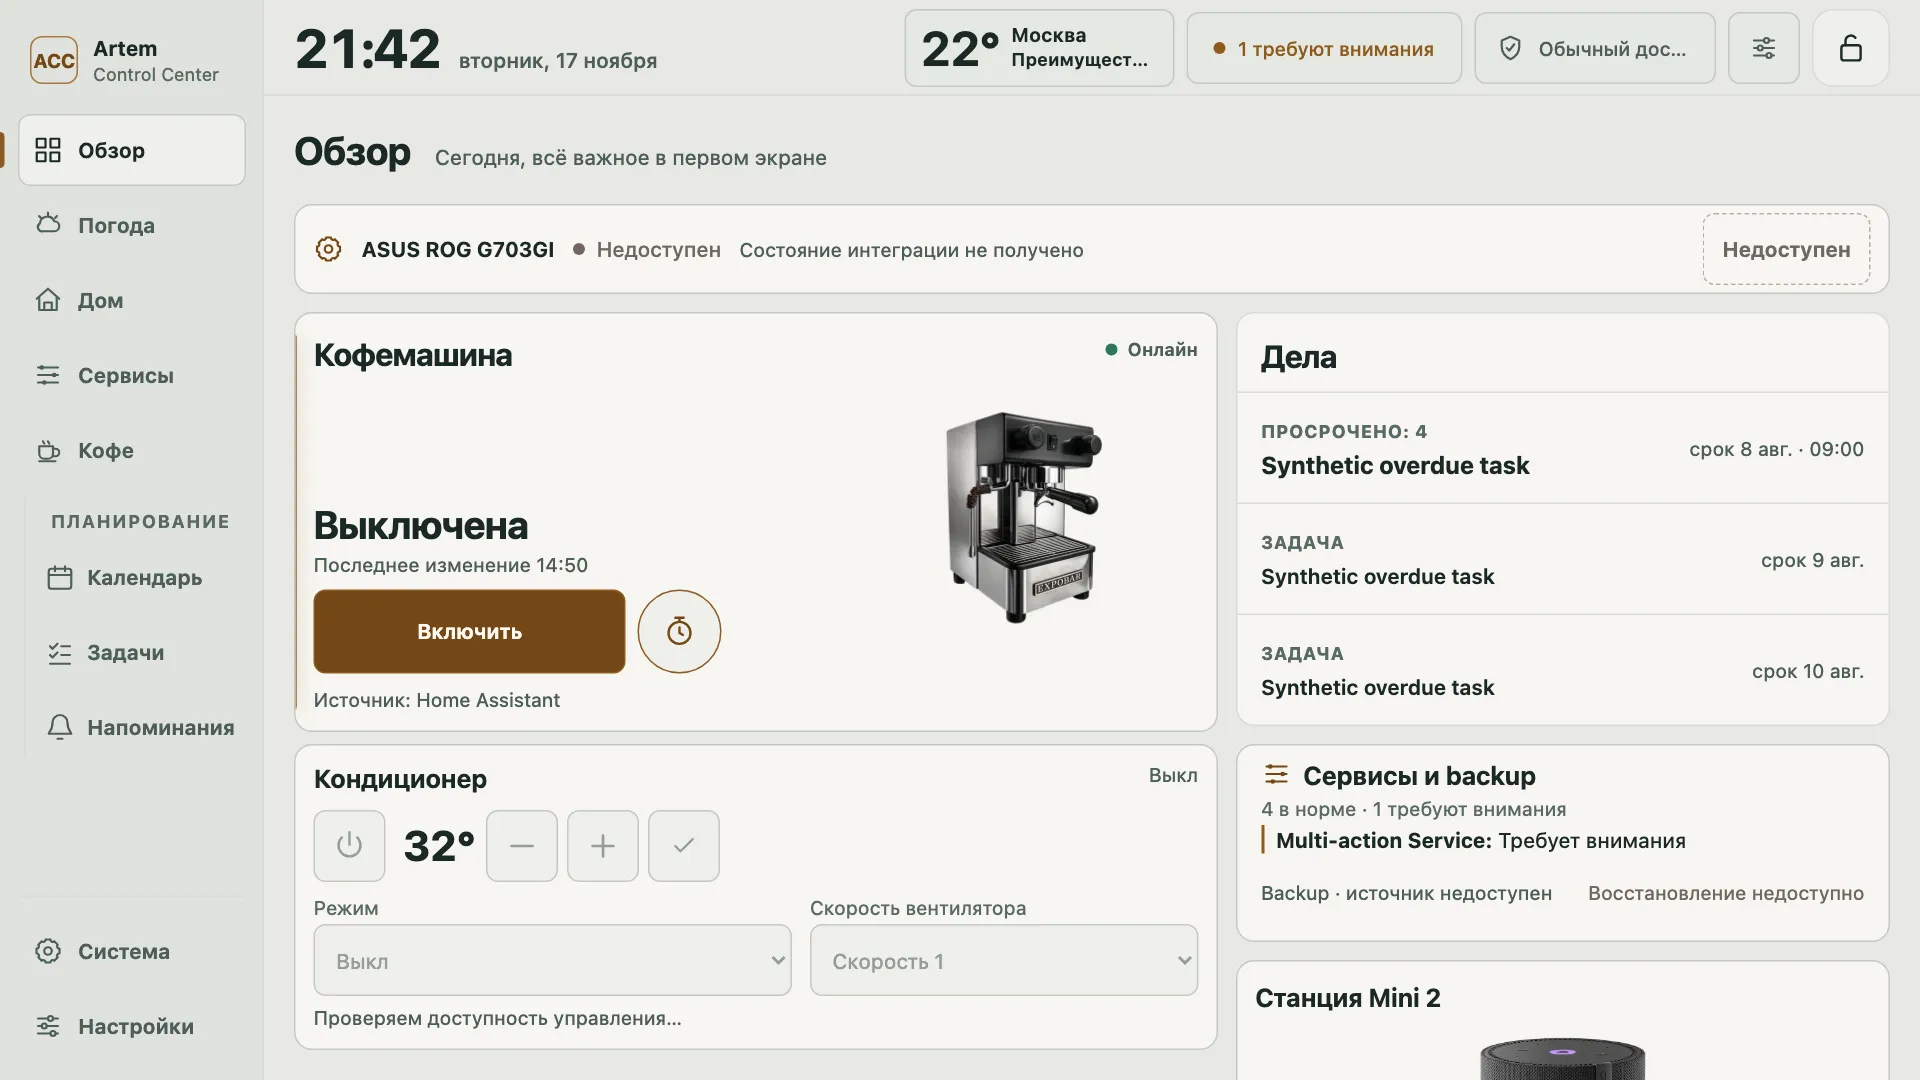 ACC
Artem
Control Center
Обзор
Погода
Дом
Сервисы
Кофе
ПЛАНИРОВАНИЕ
Календарь
Задачи
Напоминания
Система
Настройки
21:42
вторник, 17 ноября
22°
Москва
Преимущест...
1 требуют внимания
Обычный дос...
Обзор
Сегодня, всё важное в первом экране
ASUS ROG G703GI
Недоступен
Состояние интеграции не получено
Недоступен
Кофемашина
Онлайн
EXPOBAR
Выключена
Последнее изменение 14:50
Включить
Источник: Home Assistant
Кондиционер
Выкл
32°
Режим
Выкл
Скорость вентилятора
Скорость 1
Проверяем доступность управления...
Дела
ПРОСРОЧЕНО: 4
Synthetic overdue task
срок 8 авг. · 09:00
ЗАДАЧА
Synthetic overdue task
срок 9 авг.
ЗАДАЧА
Synthetic overdue task
срок 10 авг.
Сервисы и backup
4 в норме · 1 требуют внимания
Multi-action Service: Требует внимания
Backup · источник недоступен
Восстановление недоступно
Станция Mini 2